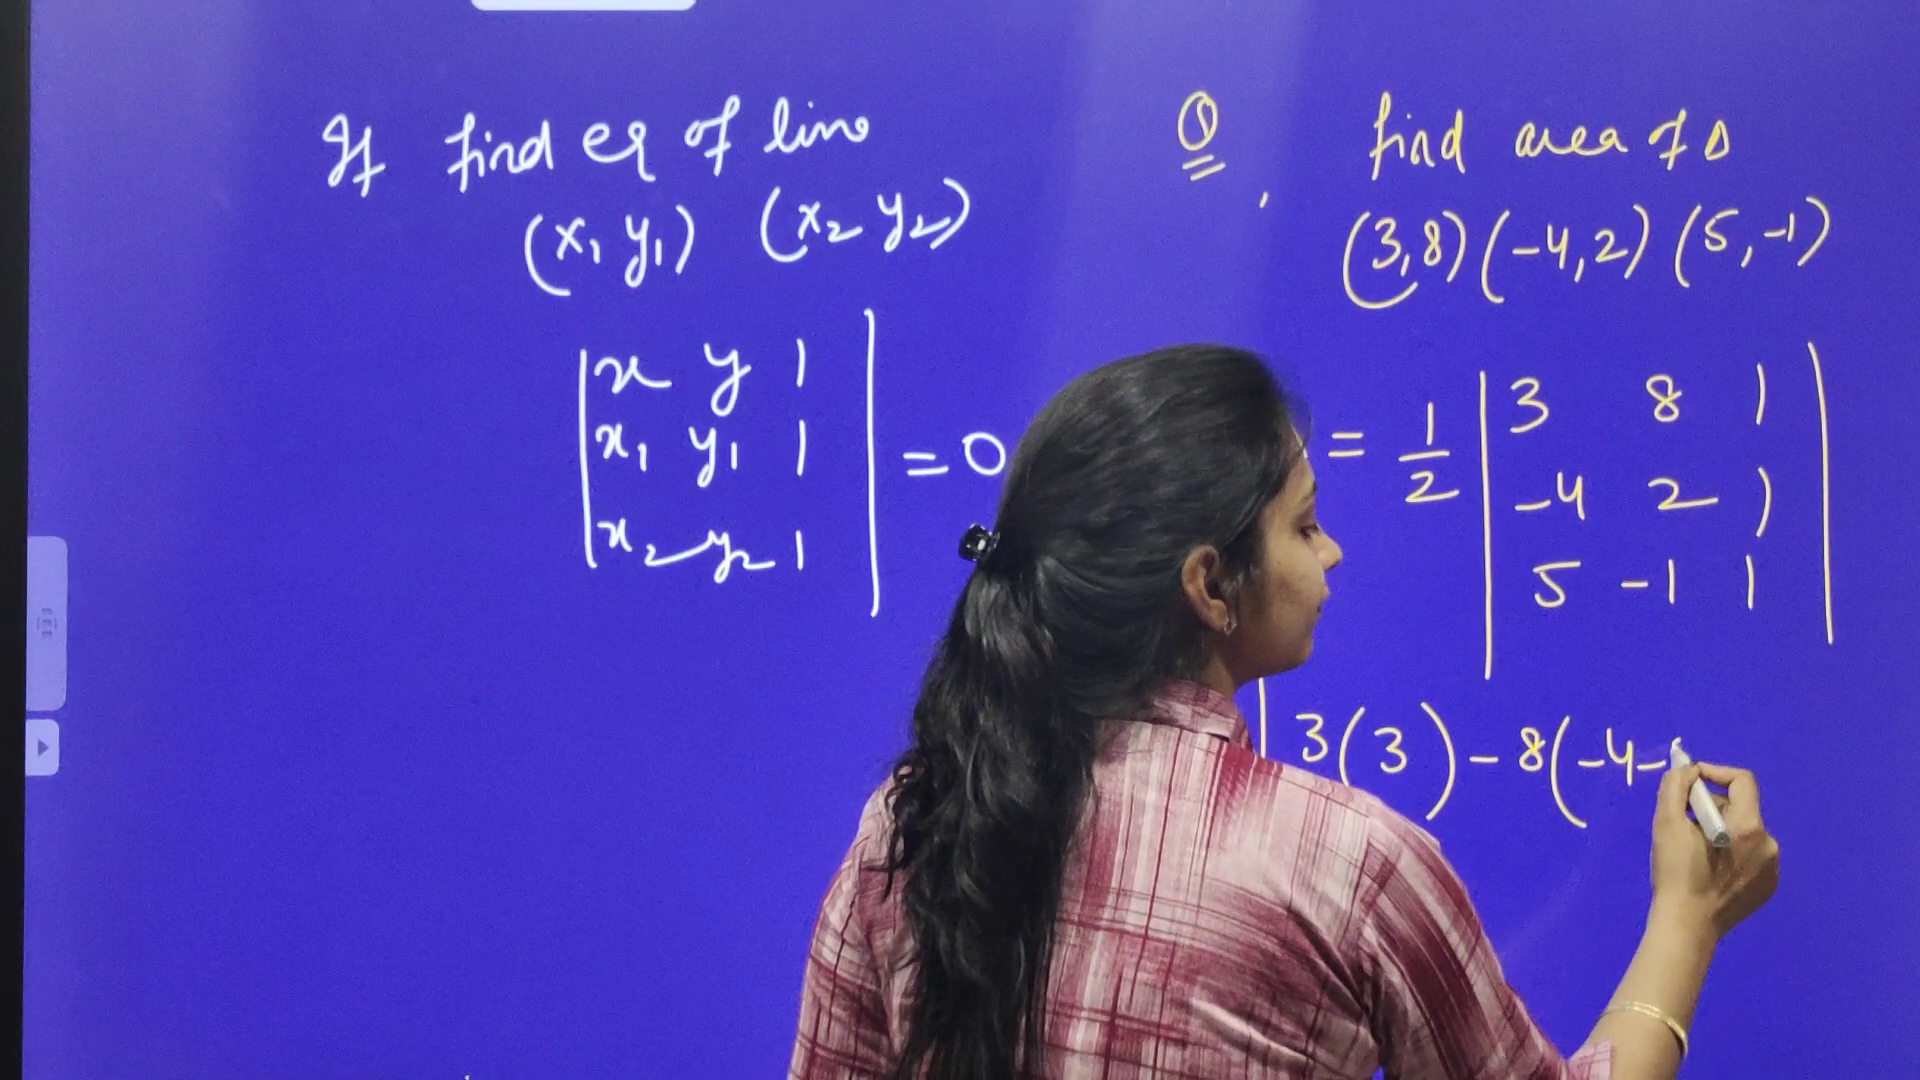 If find eq of line
(x₁ y₁) (x₂ y₂)
| x y 1 |
| x₁ y₁ 1 | = 0
| x₂ y₂ 1 |
Q, find area of Δ
(3,8) (-4,2) (5,-1)
= 1/2 | 3 8 1 |
| -4 2 1 |
| 5 -1 1 |
| 3(3) - 8(-4-